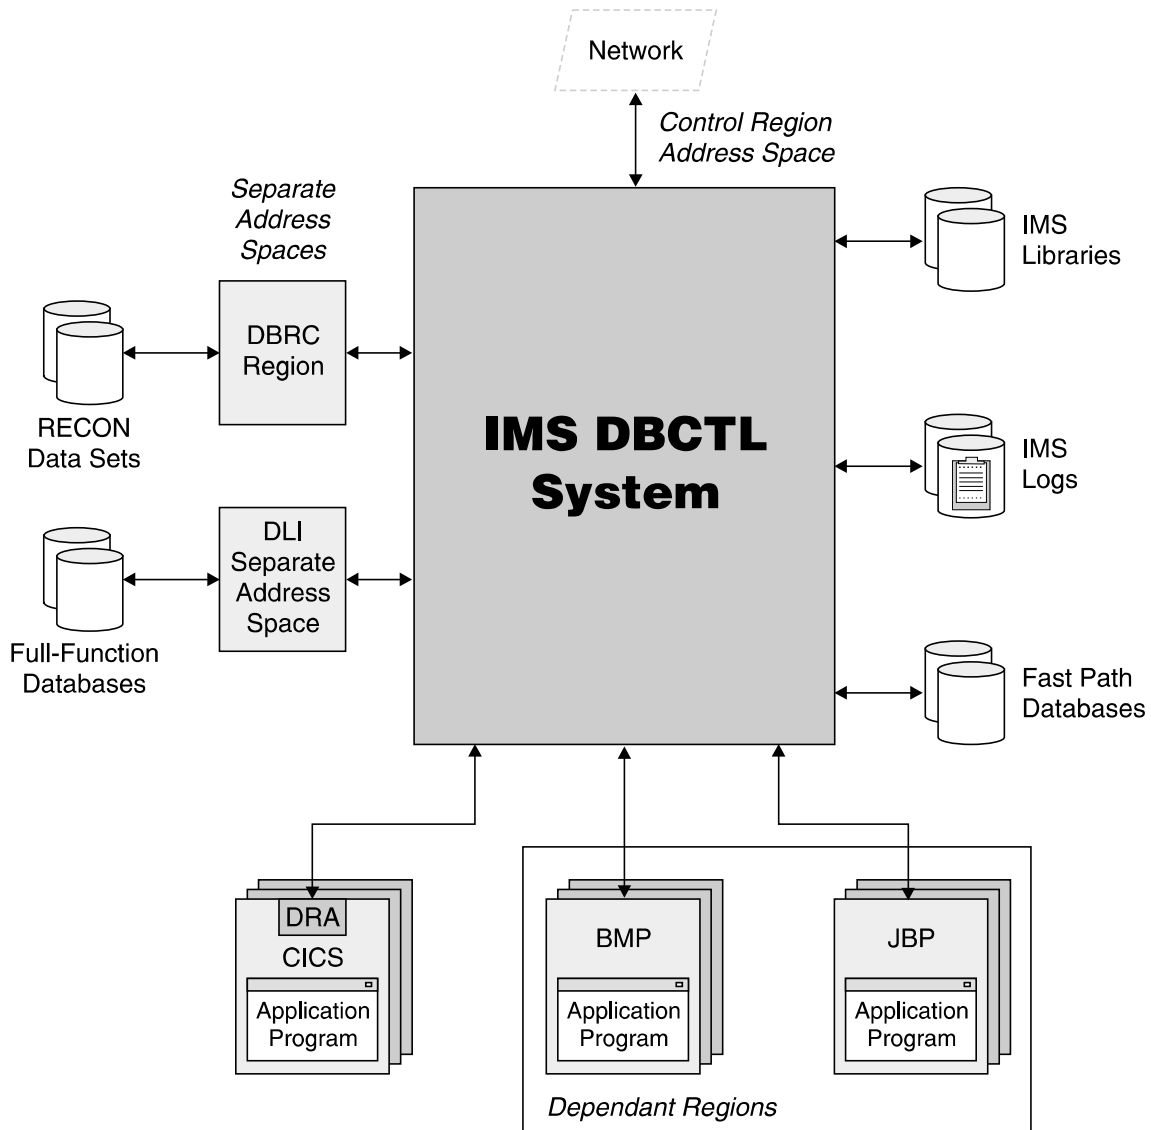 Network
Control Region
Address Space
Separate
Address
Spaces
IMS
Libraries
DBRC
Region
RECON
Data Sets
IMS DBCTL
System
IMS
Logs
DLI
Separate
Address
Space
Full-Function
Databases
Fast Path
Databases
DRA
CICS
Application
Program
BMP
Application
Program
JBP
Application
Program
Dependant Regions